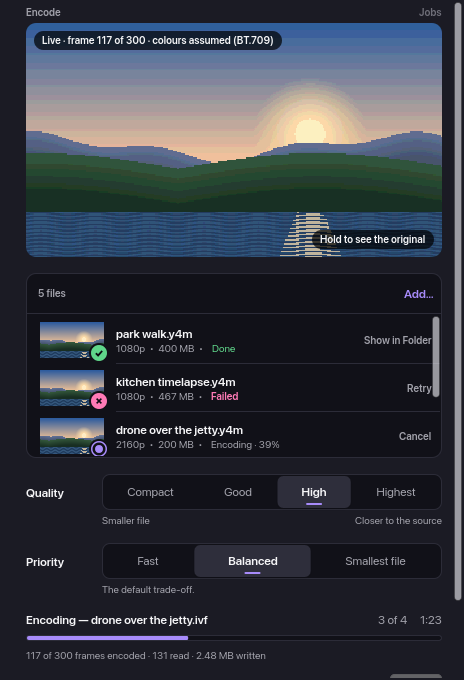 Encode
Jobs
Live · frame 117 of 300 · colours assumed (BT.709)
Hold to see the original
5 files
Add...
park walk.y4m
1080p • 400 MB • Done
Show in Folder
kitchen timelapse.y4m
1080p • 467 MB • Failed
Retry
drone over the jetty.y4m
2160p • 200 MB • Encoding · 39%
Cancel
Quality
Compact
Good
High
Highest
Smaller file
Closer to the source
Priority
Fast
Balanced
Smallest file
The default trade-off.
Encoding — drone over the jetty.ivf
3 of 4
1:23
117 of 300 frames encoded · 131 read · 2.48 MB written